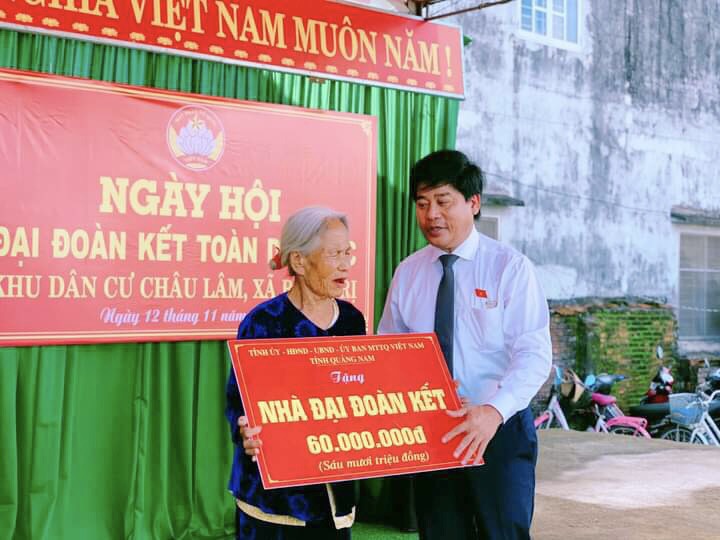 NGHĨA VIỆT NAM MUÔN NĂM !
VIỆT NAM
NGÀY HỘI
ĐẠI ĐOÀN KẾT TOÀN
KHU DÂN CƯ CHÂU LÂM, XÃ
Ngày 12 tháng 11 năm
TỈNH ỦY - HĐND - UBND - ỦY BAN MTTQ VIỆT NAM
TỈNH QUẢNG NAM
Tặng
NHÀ ĐẠI ĐOÀN KẾT
60.000.000đ
(Sáu mươi triệu đồng)